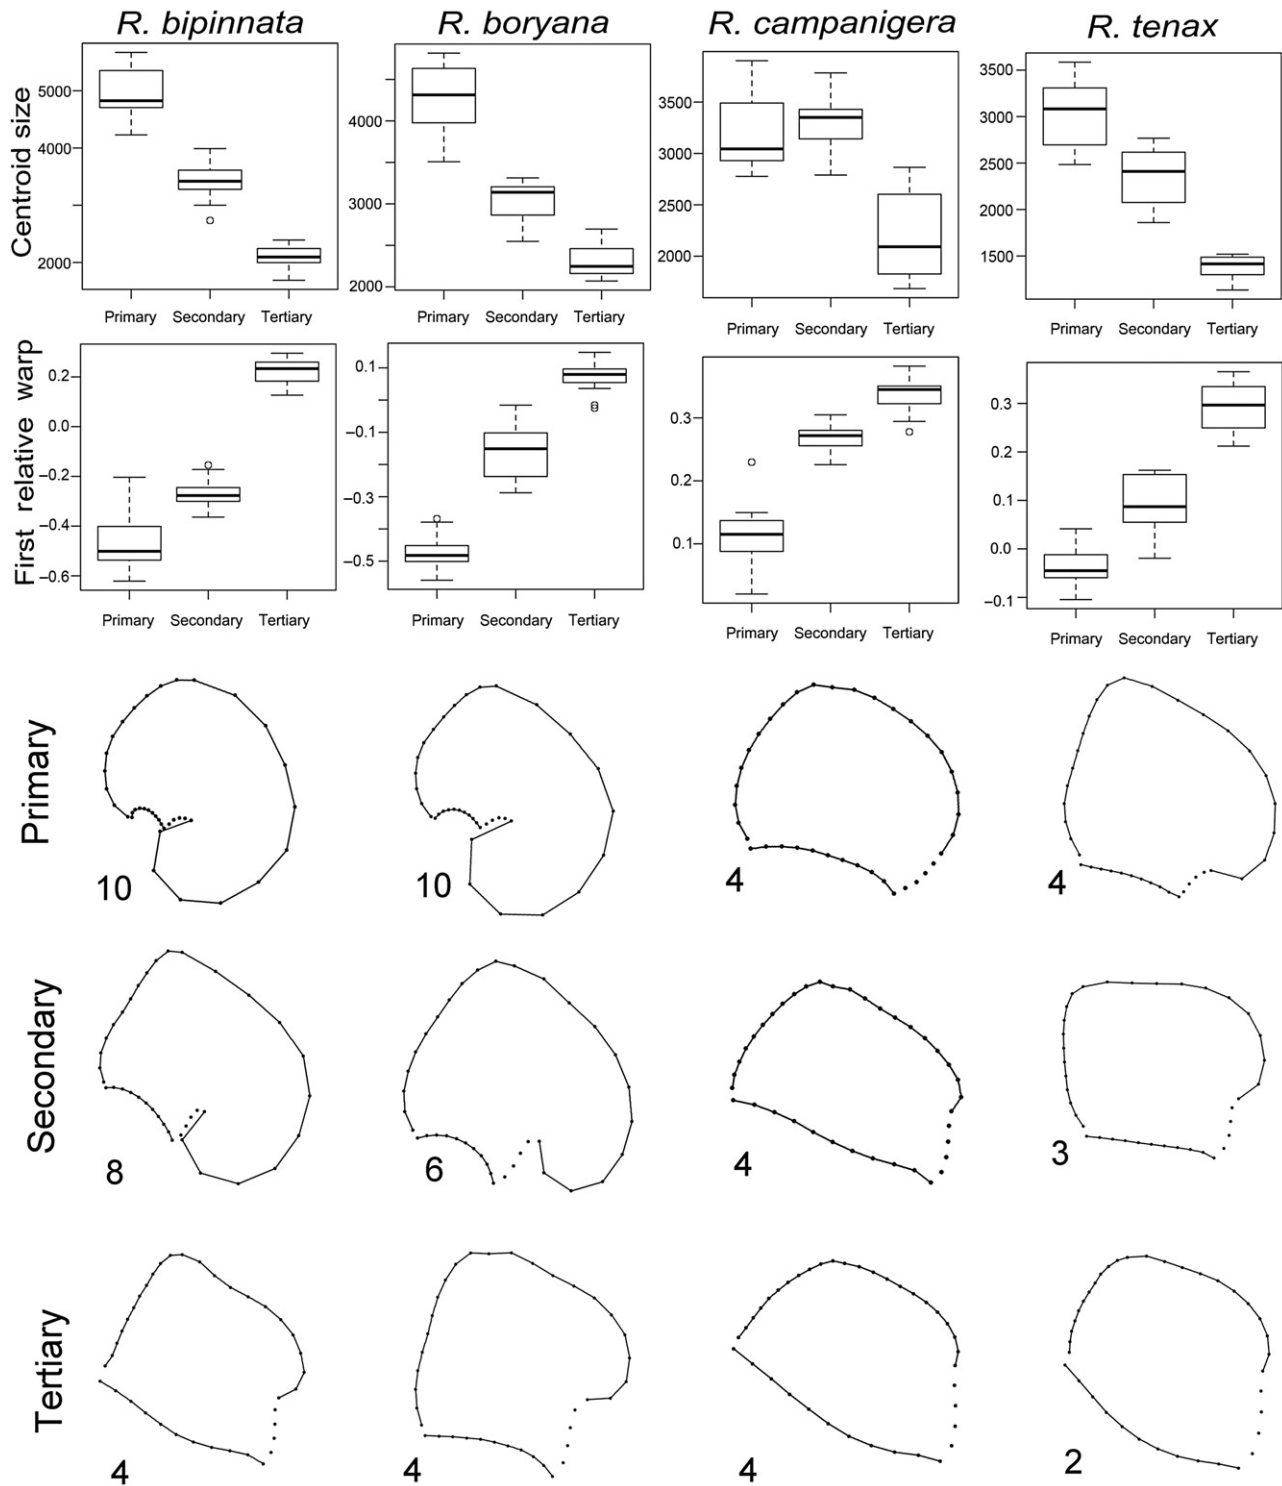 R. bipinnata R. boryana R. campanigera R. tenax
Centroid size
5000
4000
2000
Primary Secondary Tertiary
4000
3000
2000
Primary Secondary Tertiary
3500
3000
2500
2000
Primary Secondary Tertiary
3500
3000
2500
2000
1500
Primary Secondary Tertiary
First relative warp
0.2
0.0
−0.2
−0.4
−0.6
Primary Secondary Tertiary
0.1
−0.1
−0.3
−0.5
Primary Secondary Tertiary
0.3
0.2
0.1
Primary Secondary Tertiary
0.3
0.2
0.1
0.0
−0.1
Primary Secondary Tertiary
Primary
10 10 4 4
Secondary
8 6 4 3
Tertiary
4 4 4 2